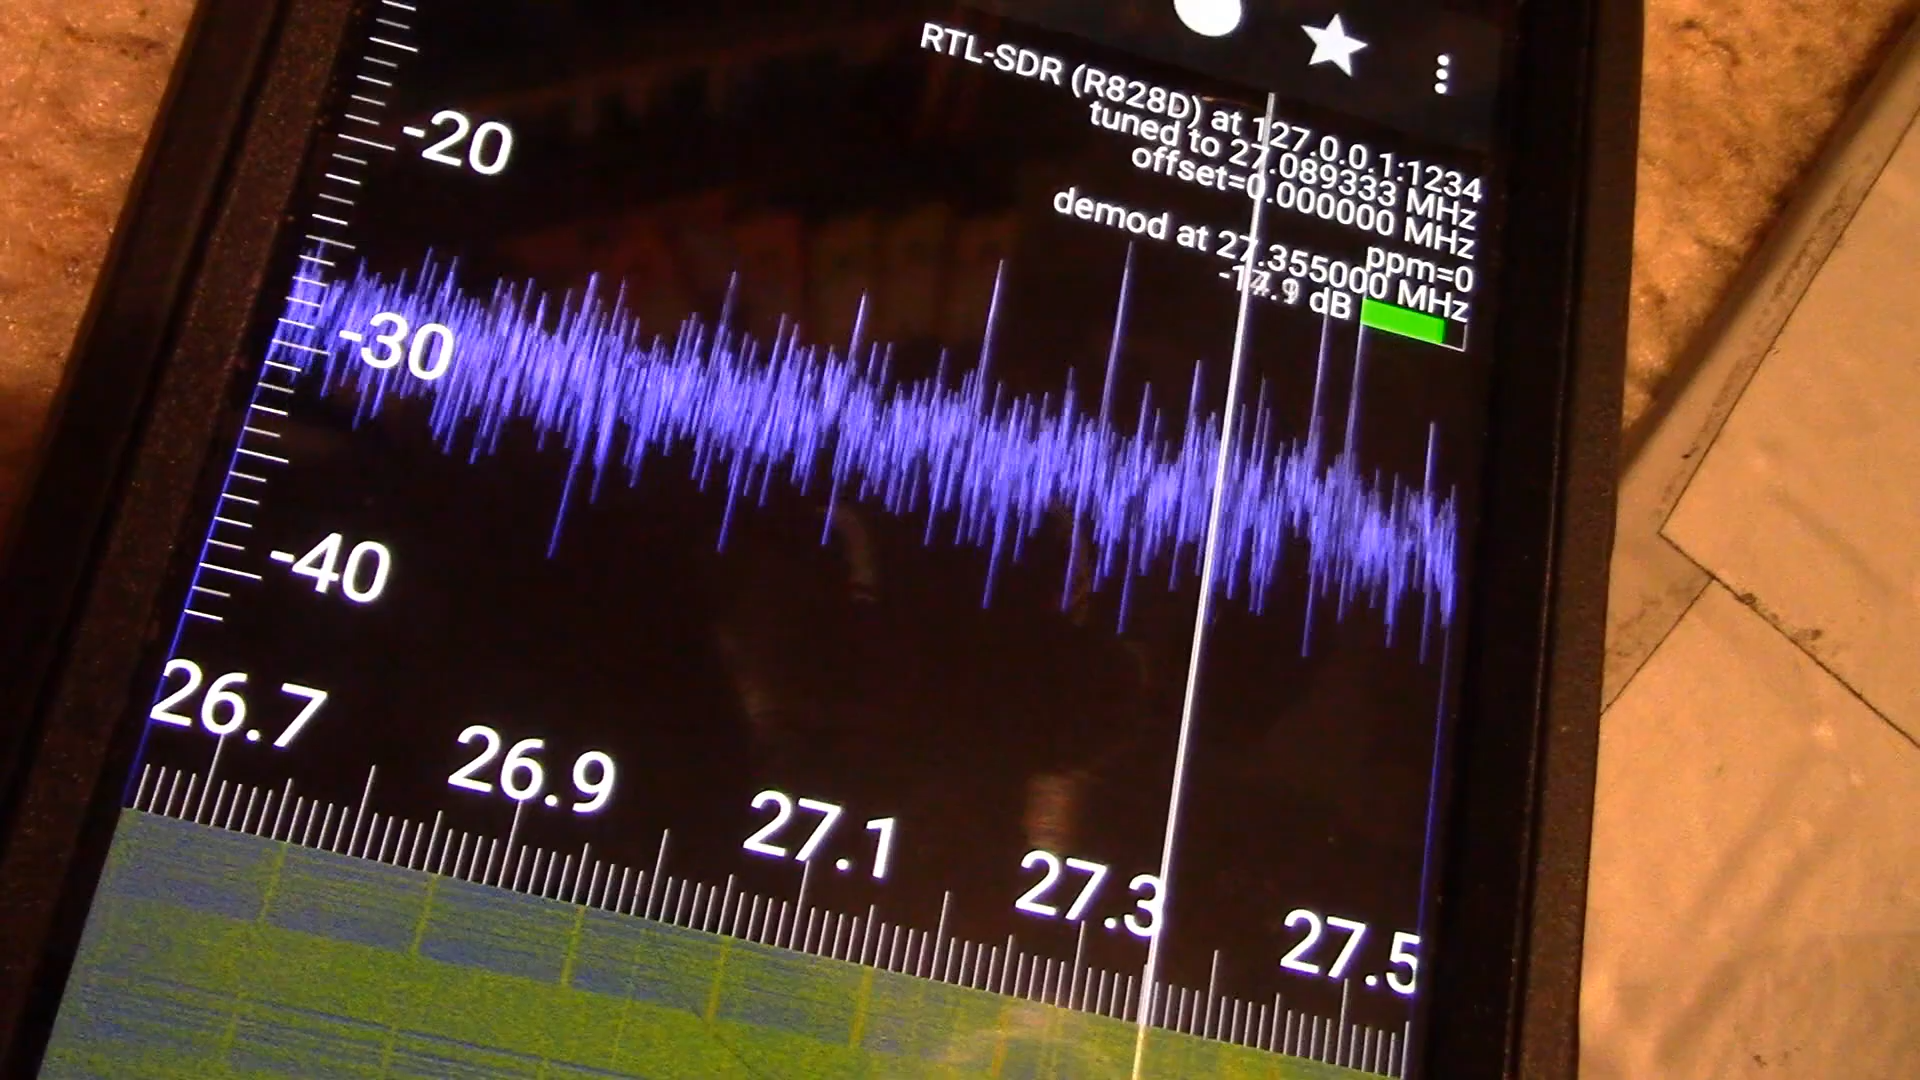 RTL-SDR (R828D) at 127.0.0.1:1234
tuned to 27.089333 MHz
offset=0.000000 MHz
ppm=0
demod at 27.355000 MHz
dB
-20
-30
-40
26.7 26.9 27.1 27.3 27.5